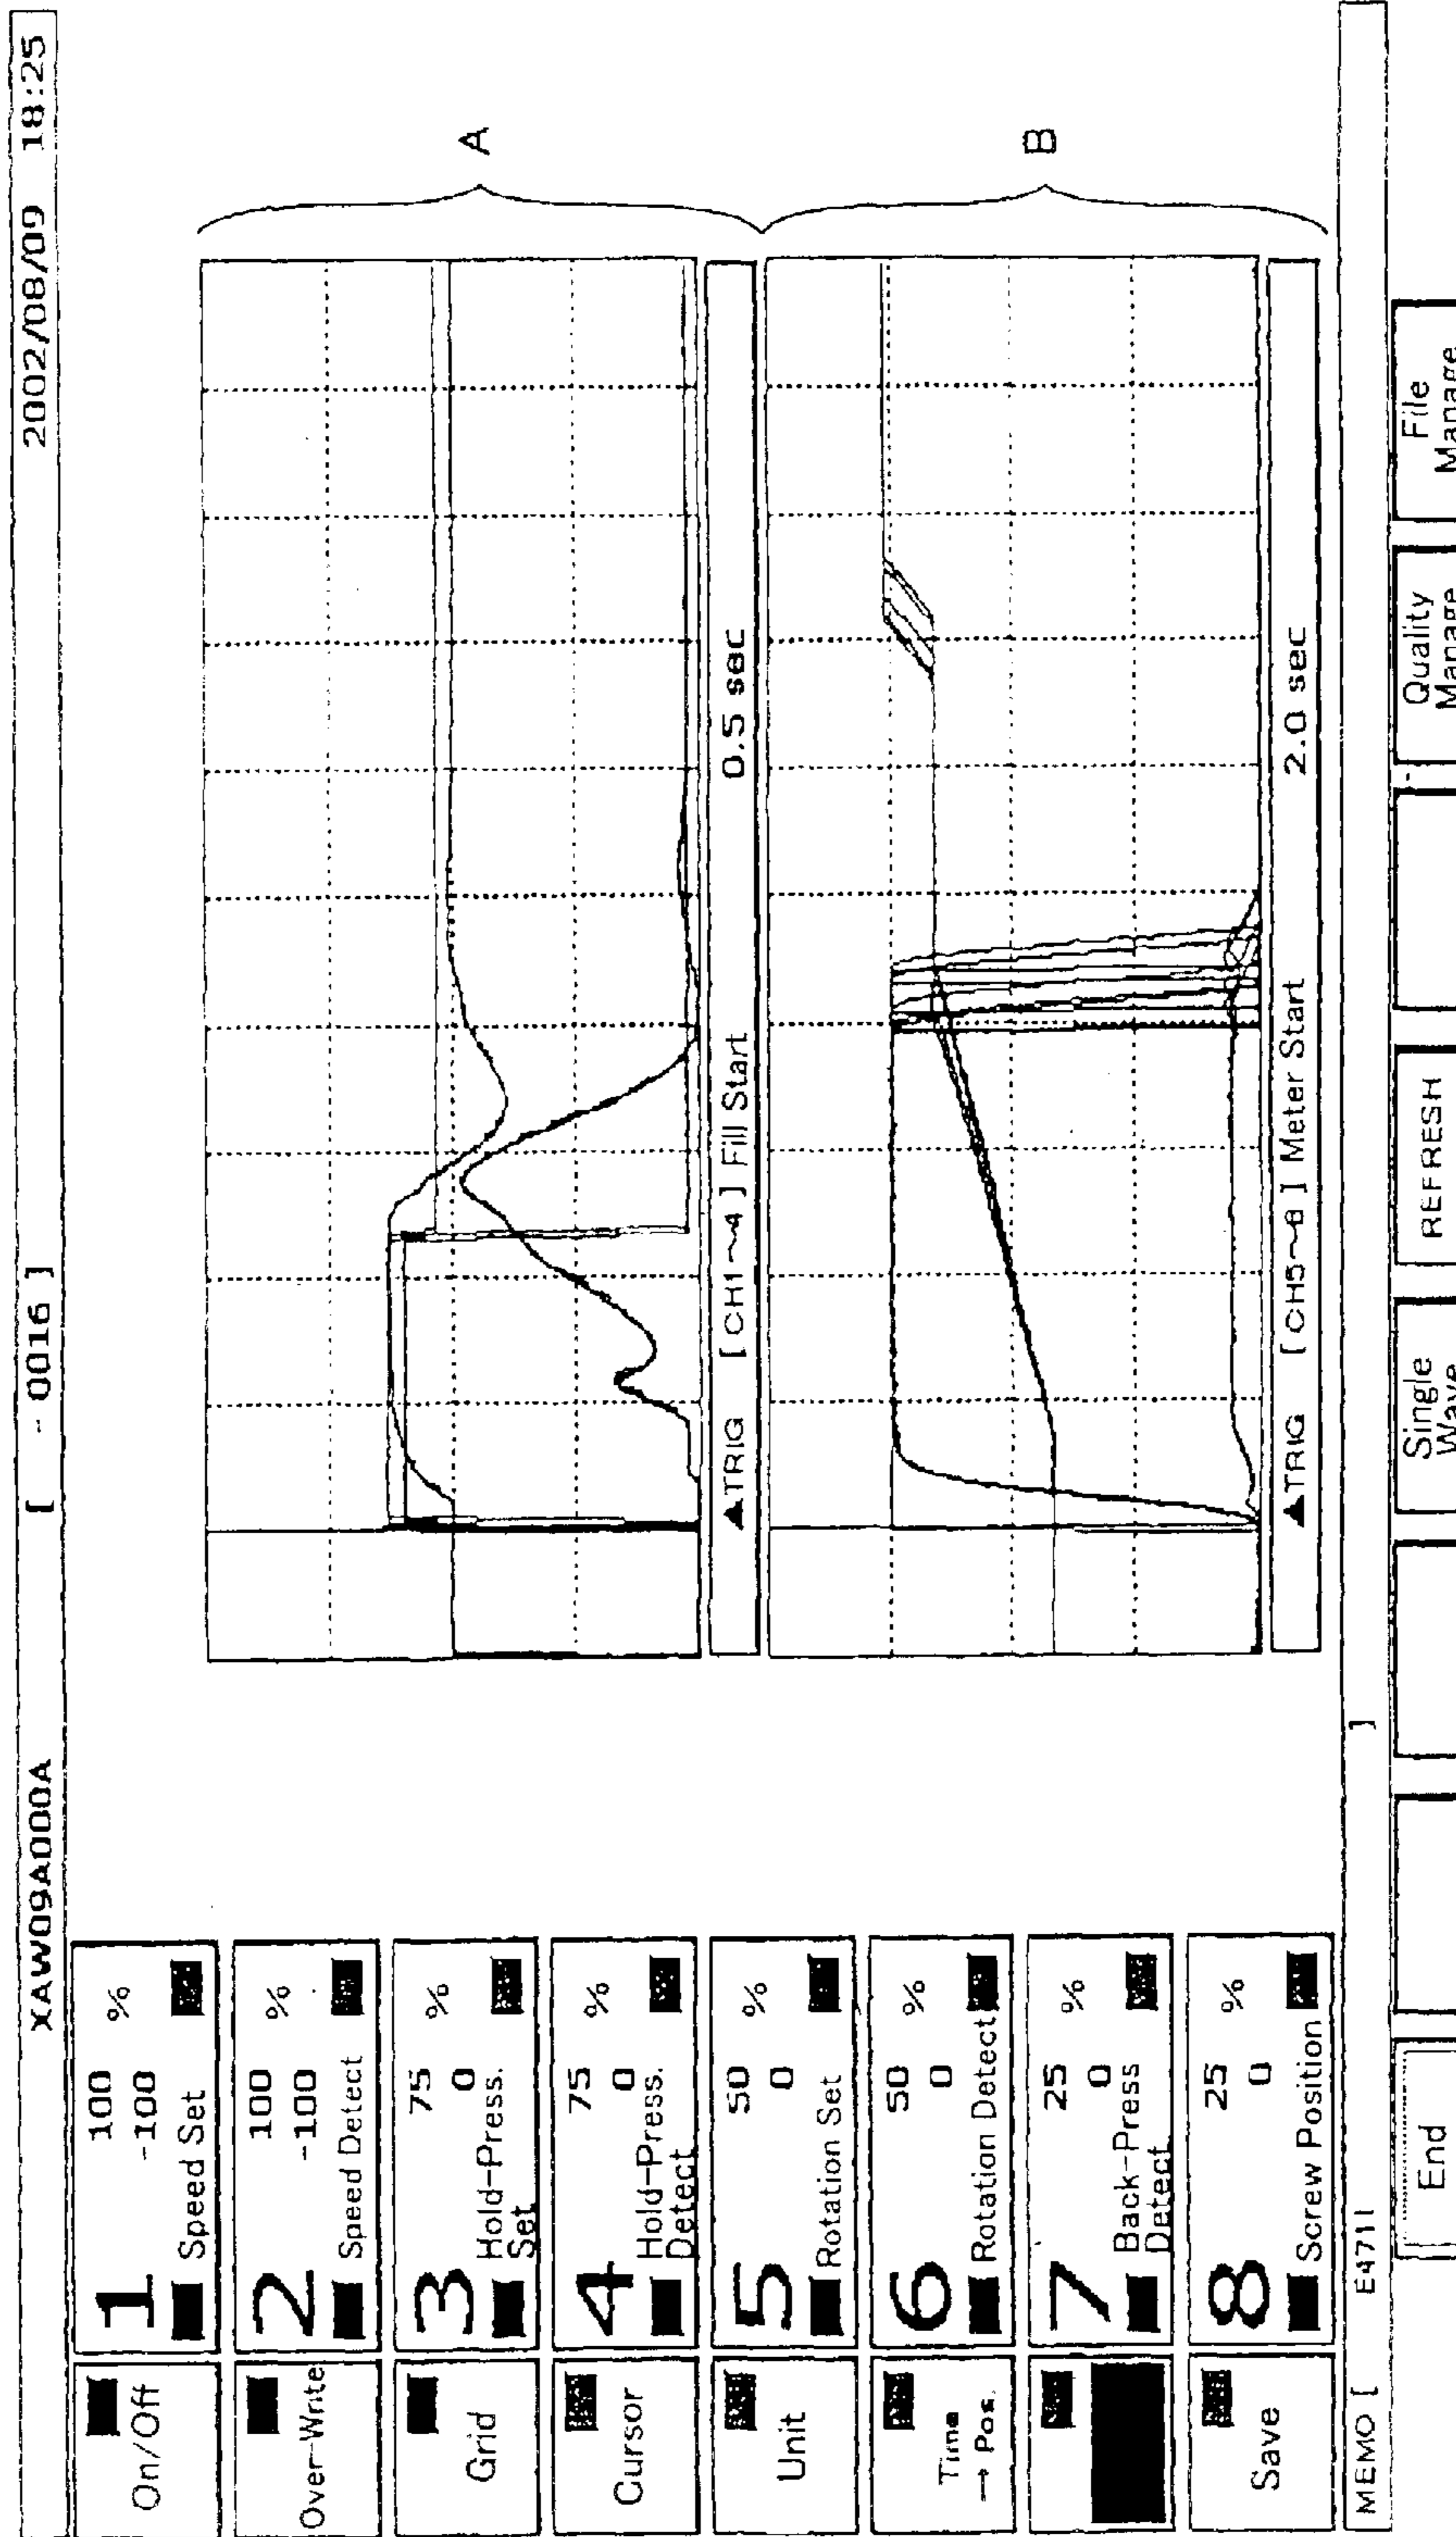 XAW09A000A [ - 0016 ] 2002/08/09 18:25
On/Off
1 100 %
-100
Speed Set
Over-Write
2 100 %
-100
Speed Detect
Grid
3 75 %
0
Hold-Press.
Set
Cursor
4 75 %
0
Hold-Press.
Detect
Unit
5 50 %
0
Rotation Set
Time
→ Pos.
6 50 %
0
Rotation Detect
7 25 %
0
Back-Press
Detect
Save
8 25 %
0
Screw Position
A
▲TRIG [ CH1~4 ] Fill Start 0.5 sec
B
▲TRIG [ CH5~8 ] Meter Start 2.0 sec
MEMO [ E4711 ]
End
Single
Wave
REFRESH
Quality
Manage
File
Manage